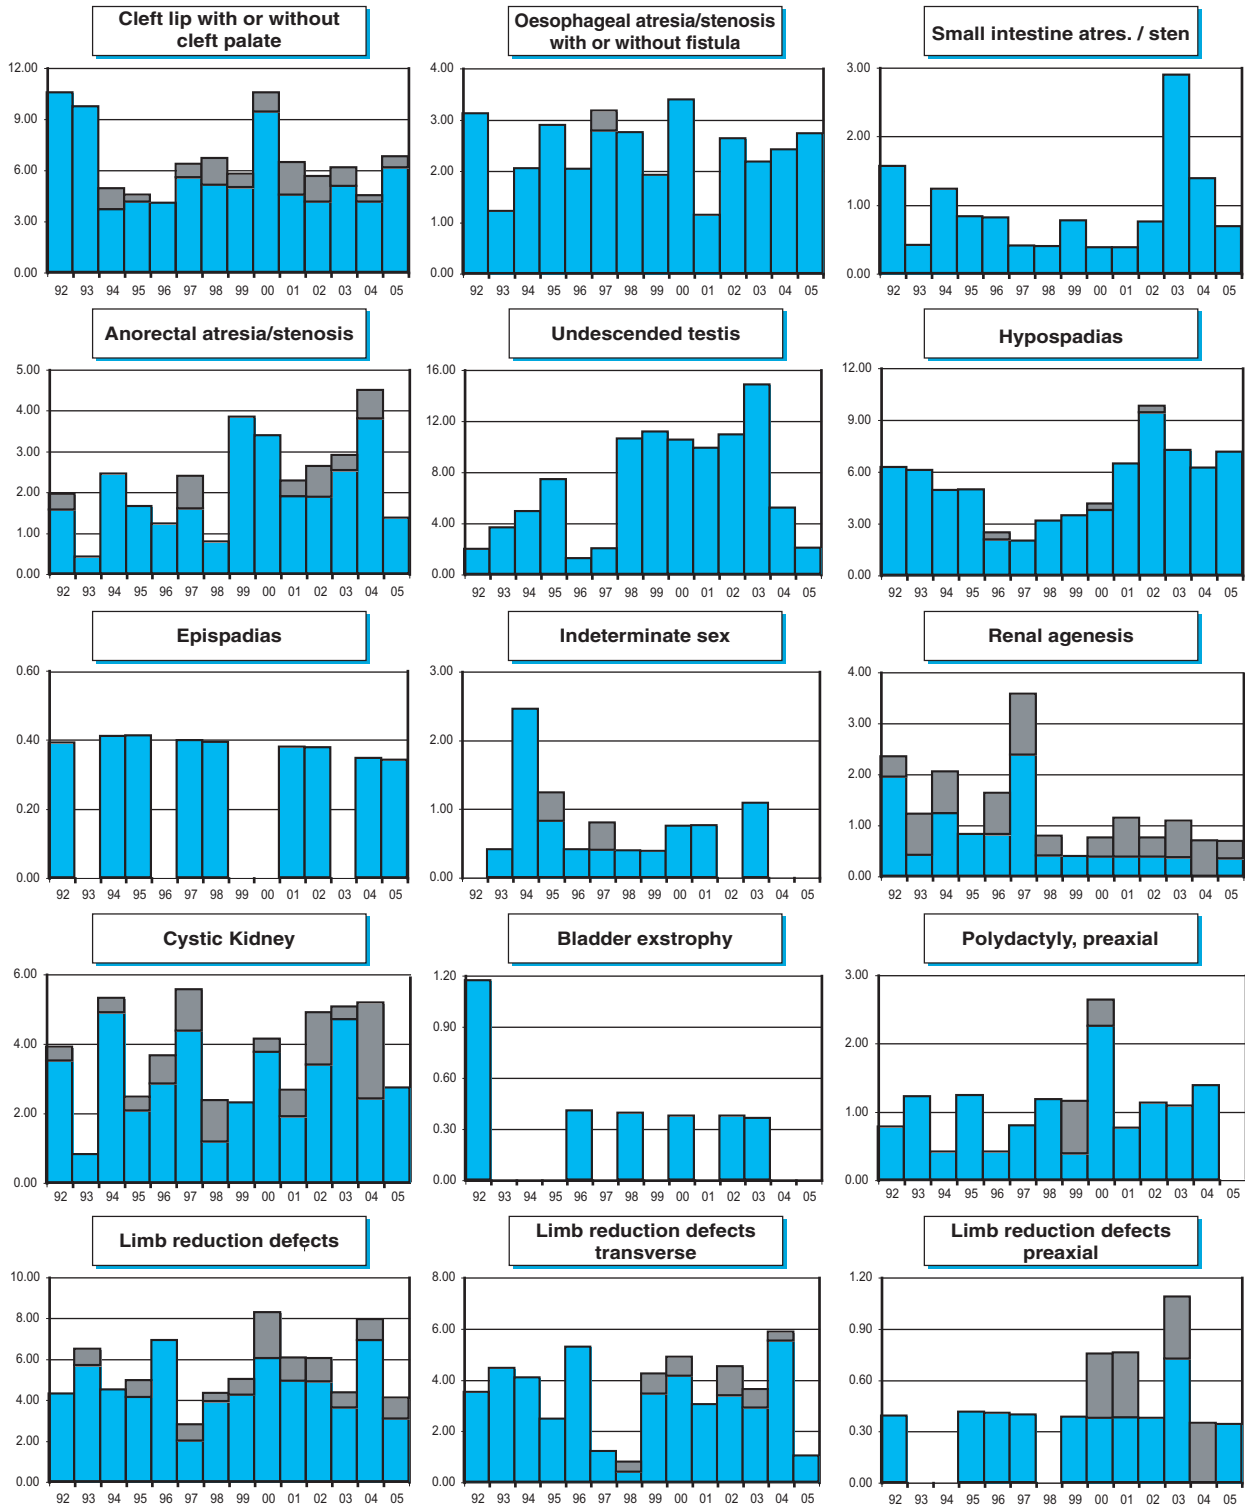 Cleft lip with or without
cleft palate
12.00
9.00
6.00
3.00
0.00
92 93 94 95 96 97 98 99 00 01 02 03 04 05
Oesophageal atresia/stenosis
with or without fistula
4.00
3.00
2.00
1.00
0.00
92 93 94 95 96 97 98 99 00 01 02 03 04 05
Small intestine atres. / sten
3.00
2.00
1.00
0.00
92 93 94 95 96 97 98 99 00 01 02 03 04 05
Anorectal atresia/stenosis
5.00
4.00
3.00
2.00
1.00
0.00
92 93 94 95 96 97 98 99 00 01 02 03 04 05
Undescended testis
16.00
12.00
8.00
4.00
0.00
92 93 94 95 96 97 98 99 00 01 02 03 04 05
Hypospadias
12.00
9.00
6.00
3.00
0.00
92 93 94 95 96 97 98 99 00 01 02 03 04 05
Epispadias
0.60
0.40
0.20
0.00
92 93 94 95 96 97 98 99 00 01 02 03 04 05
Indeterminate sex
3.00
2.00
1.00
0.00
92 93 94 95 96 97 98 99 00 01 02 03 04 05
Renal agenesis
4.00
3.00
2.00
1.00
0.00
92 93 94 95 96 97 98 99 00 01 02 03 04 05
Cystic Kidney
6.00
4.00
2.00
0.00
92 93 94 95 96 97 98 99 00 01 02 03 04 05
Bladder exstrophy
1.20
0.90
0.60
0.30
0.00
92 93 94 95 96 97 98 99 00 01 02 03 04 05
Polydactyly, preaxial
3.00
2.00
1.00
0.00
92 93 94 95 96 97 98 99 00 01 02 03 04 05
Limb reduction defects
10.00
8.00
6.00
4.00
2.00
0.00
92 93 94 95 96 97 98 99 00 01 02 03 04 05
Limb reduction defects
transverse
8.00
6.00
4.00
2.00
0.00
92 93 94 95 96 97 98 99 00 01 02 03 04 05
Limb reduction defects
preaxial
1.20
0.90
0.60
0.30
0.00
92 93 94 95 96 97 98 99 00 01 02 03 04 05